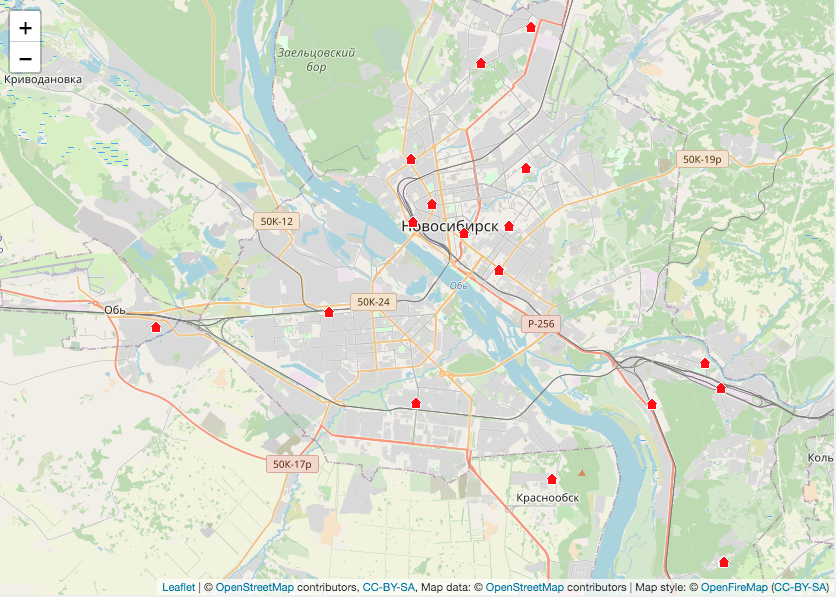 +
−
Заельцовский
бор
Криводановка
50К-19р
50К-12
Новосибирск
Обь
50К-24
Обь
Р-256
50К-17р
Коль
Краснообск
Leaflet | © OpenStreetMap contributors, CC-BY-SA, Map data: © OpenStreetMap contributors | Map style: © OpenFireMap (CC-BY-SA)